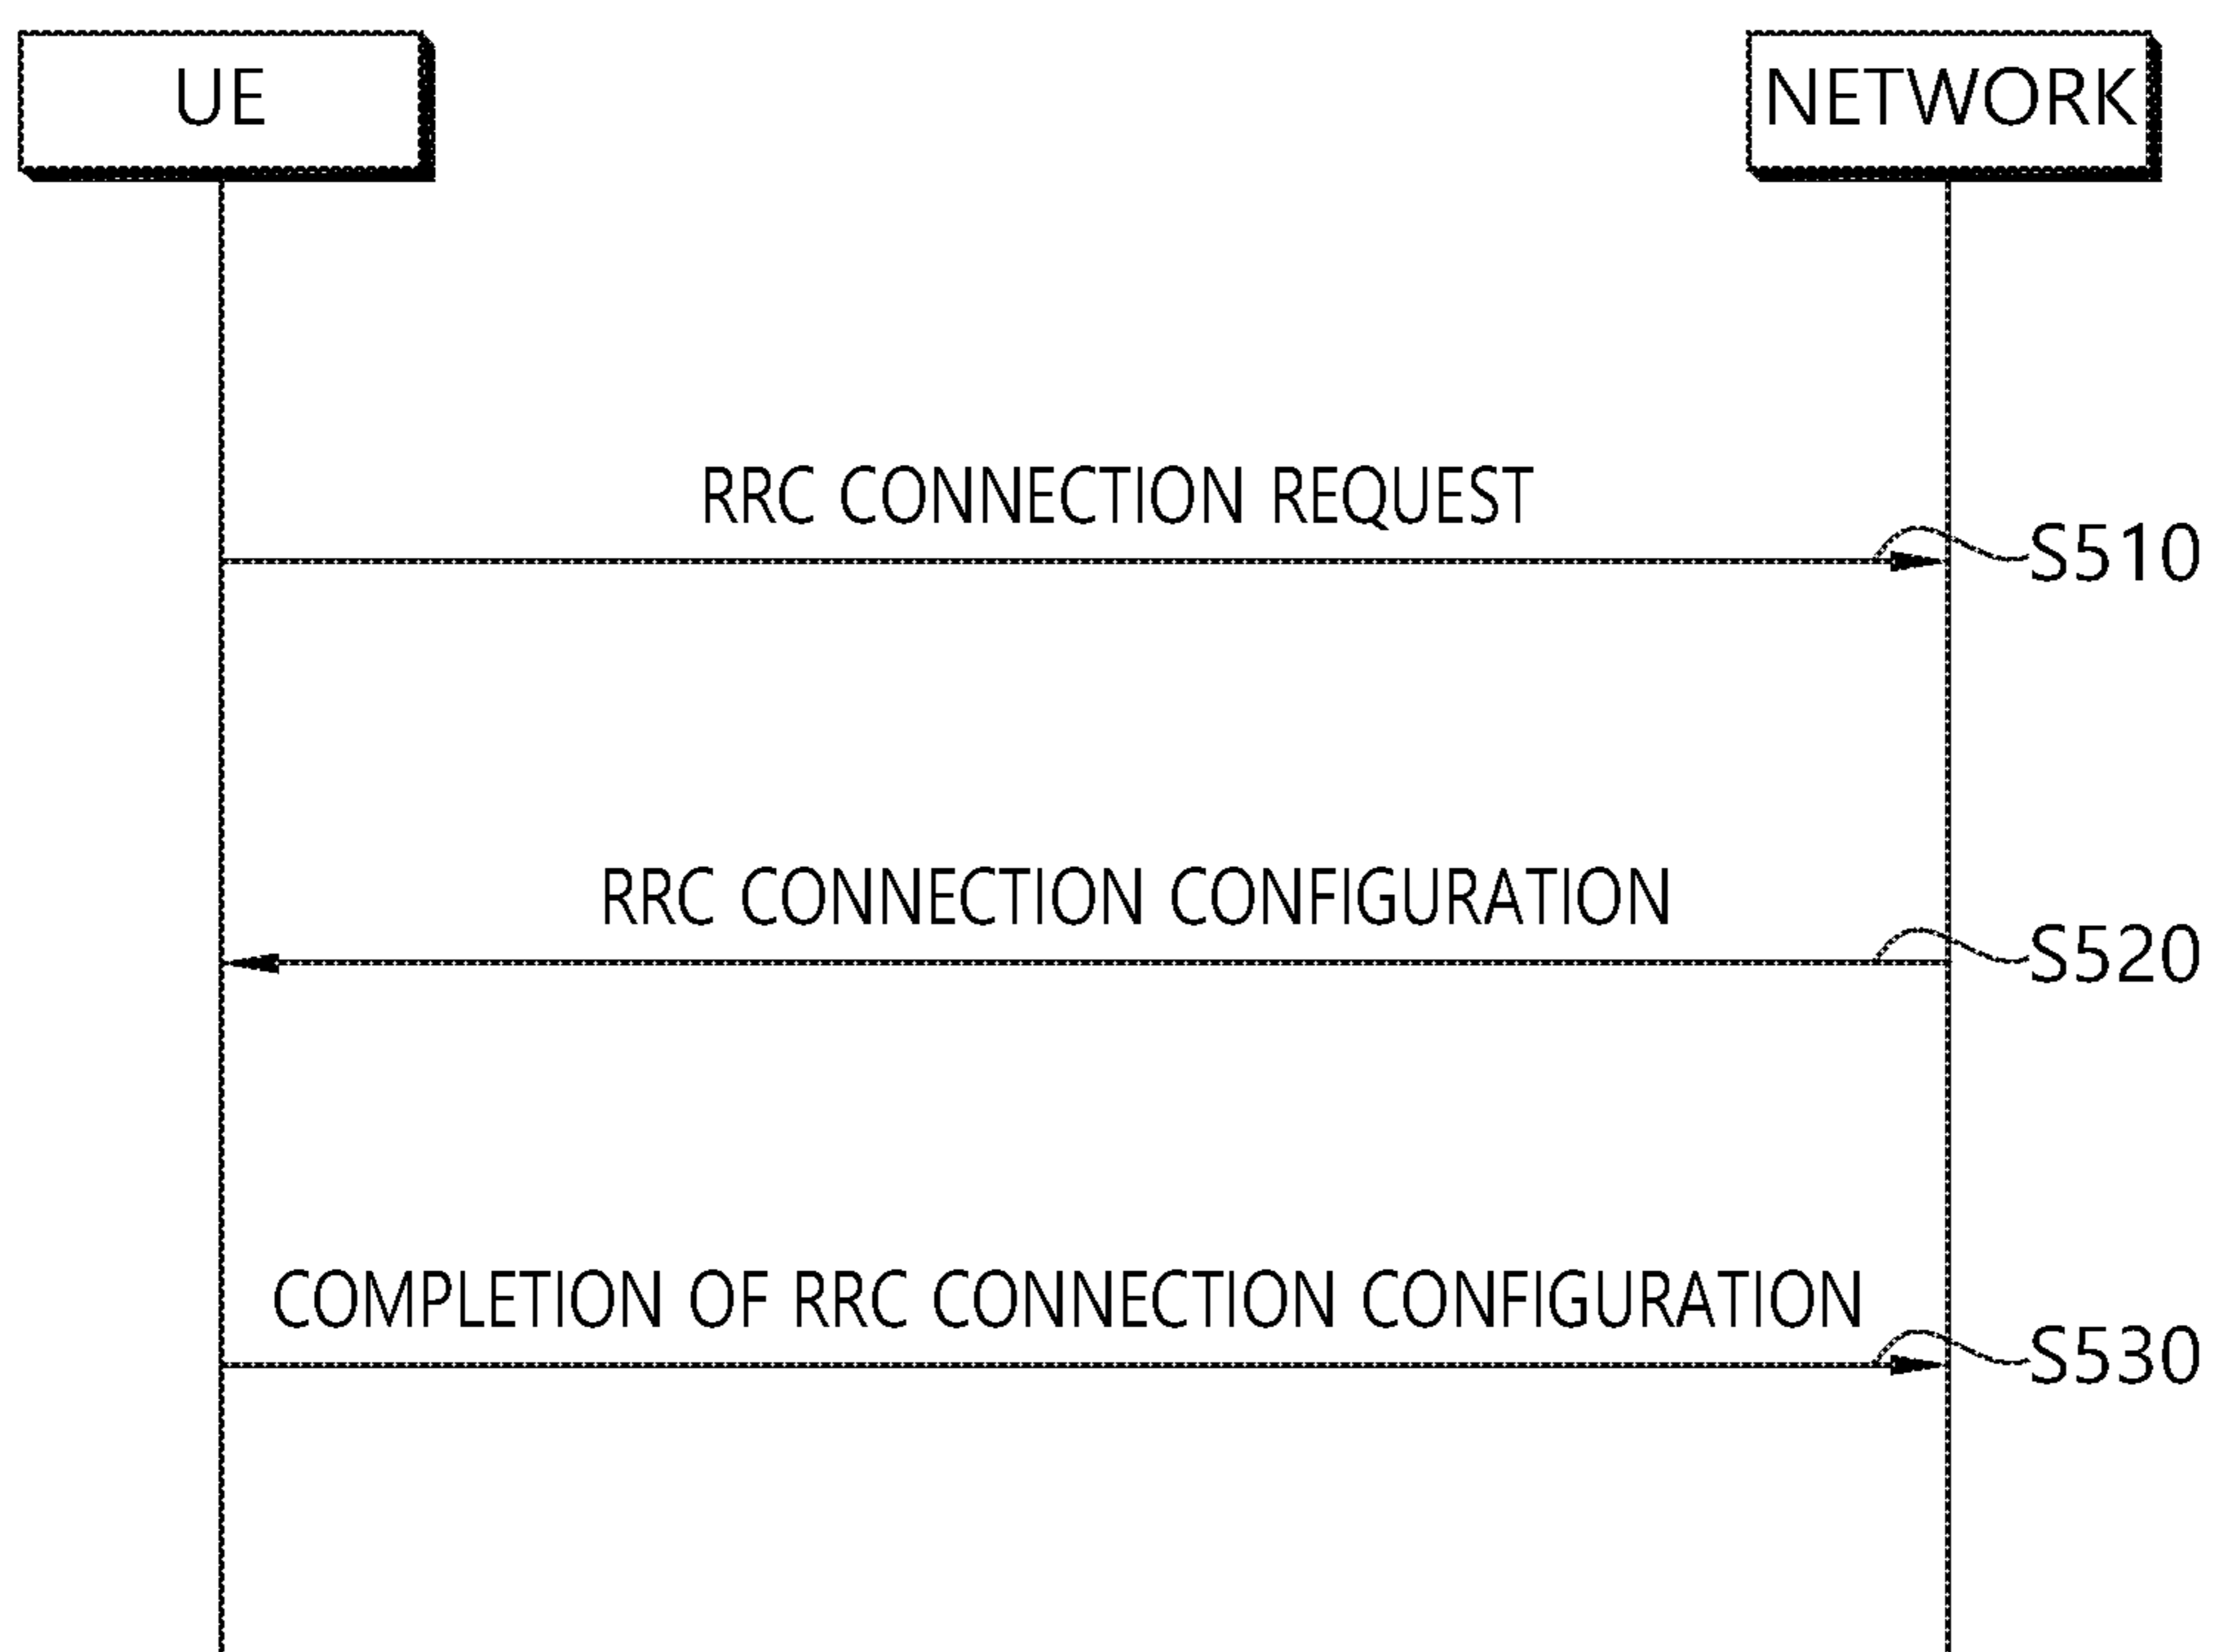 UE
NETWORK
RRC CONNECTION REQUEST
S510
RRC CONNECTION CONFIGURATION
S520
COMPLETION OF RRC CONNECTION CONFIGURATION
S530